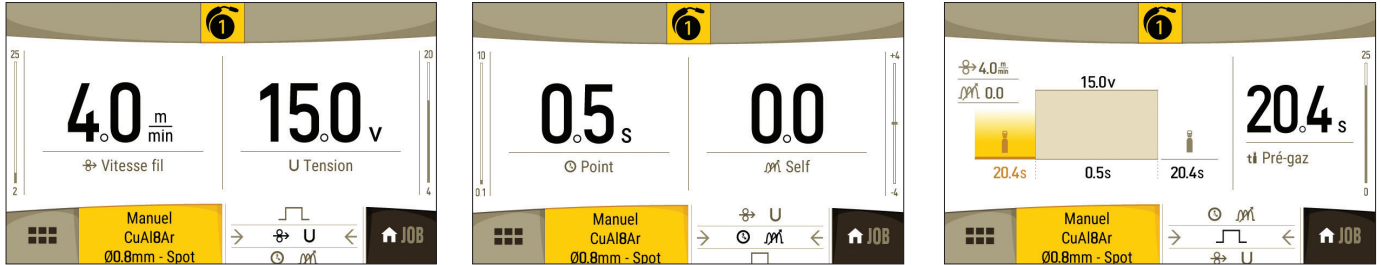 1
25
2
4.0 m/min
Vitesse fil
15.0 V
U Tension
20
4
Manuel
CuAl8Ar
Ø0.8mm - Spot
U
JOB
1
10
0.1
0.5 s
Point
0.0
Self
+4
-4
Manuel
CuAl8Ar
Ø0.8mm - Spot
U
JOB
1
4.0 m/min
0.0
15.0v
20.4s
0.5s
20.4s
20.4 s
Pré-gaz
25
0
Manuel
CuAl8Ar
Ø0.8mm - Spot
U
JOB